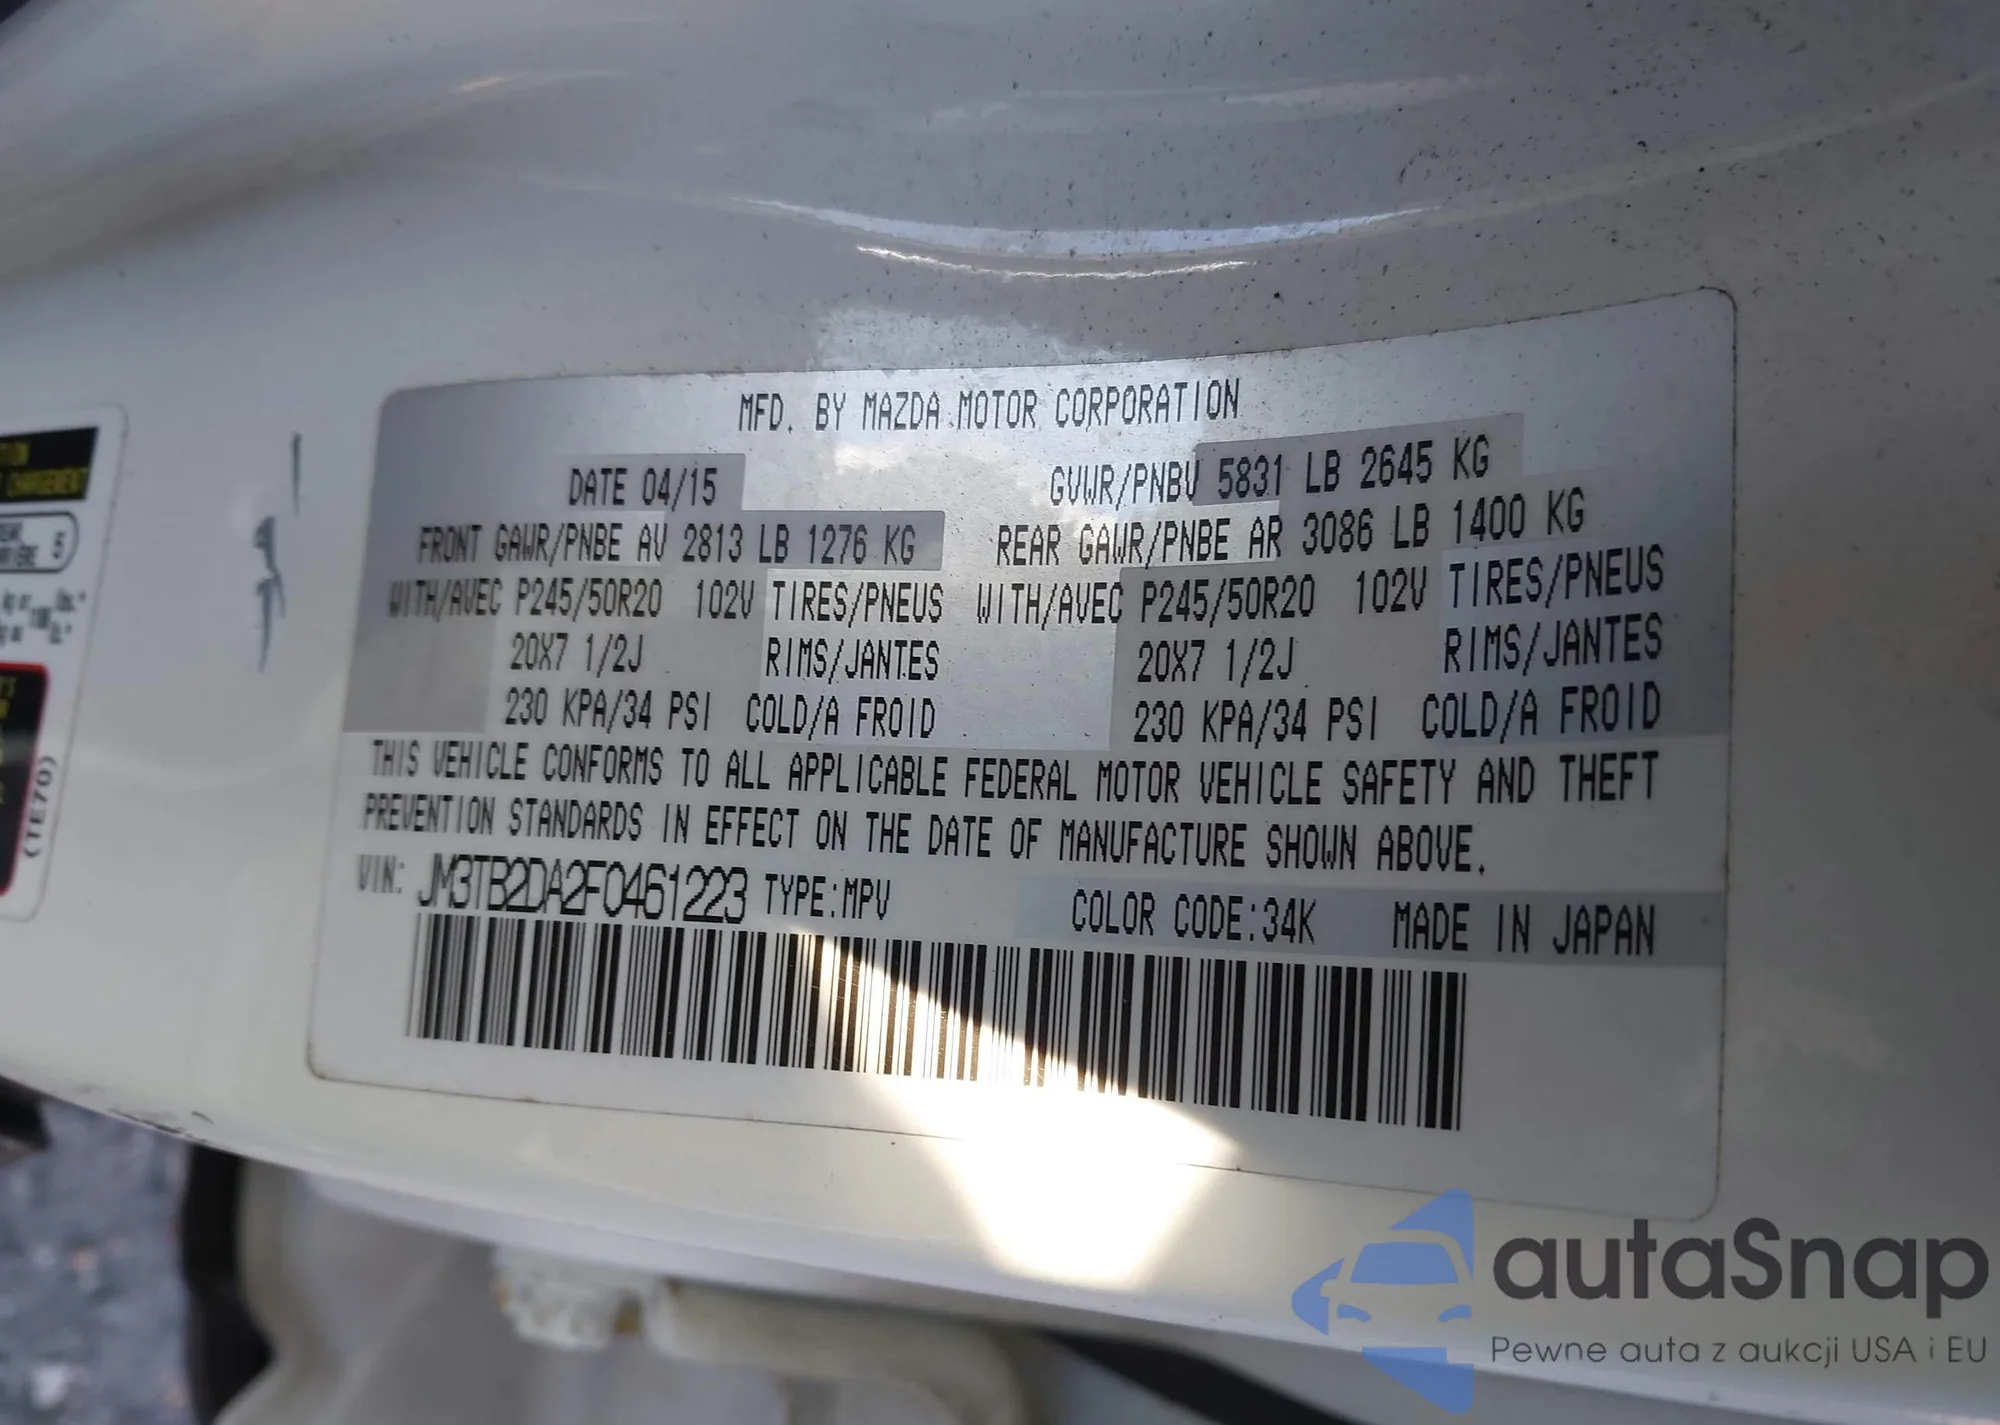 MFD. BY MAZDA MOTOR CORPORATION
DATE 04/15 GVWR/PNBV 5831 LB 2645 KG
FRONT GAWR/PNBE AV 2813 LB 1276 KG REAR GAWR/PNBE AR 3086 LB 1400 KG
WITH/AVEC P245/50R20 102V TIRES/PNEUS WITH/AVEC P245/50R20 102V TIRES/PNEUS
20X7 1/2J RIMS/JANTES 20X7 1/2J RIMS/JANTES
230 KPA/34 PSI COLD/A FROID 230 KPA/34 PSI COLD/A FROID
THIS VEHICLE CONFORMS TO ALL APPLICABLE FEDERAL MOTOR VEHICLE SAFETY AND THEFT
PREVENTION STANDARDS IN EFFECT ON THE DATE OF MANUFACTURE SHOWN ABOVE.
VIN: JM3TB2DA2F0461223 TYPE:MPV COLOR CODE:34K MADE IN JAPAN
5
(TE70)
autaSnap
Pewne auta z aukcji USA i EU